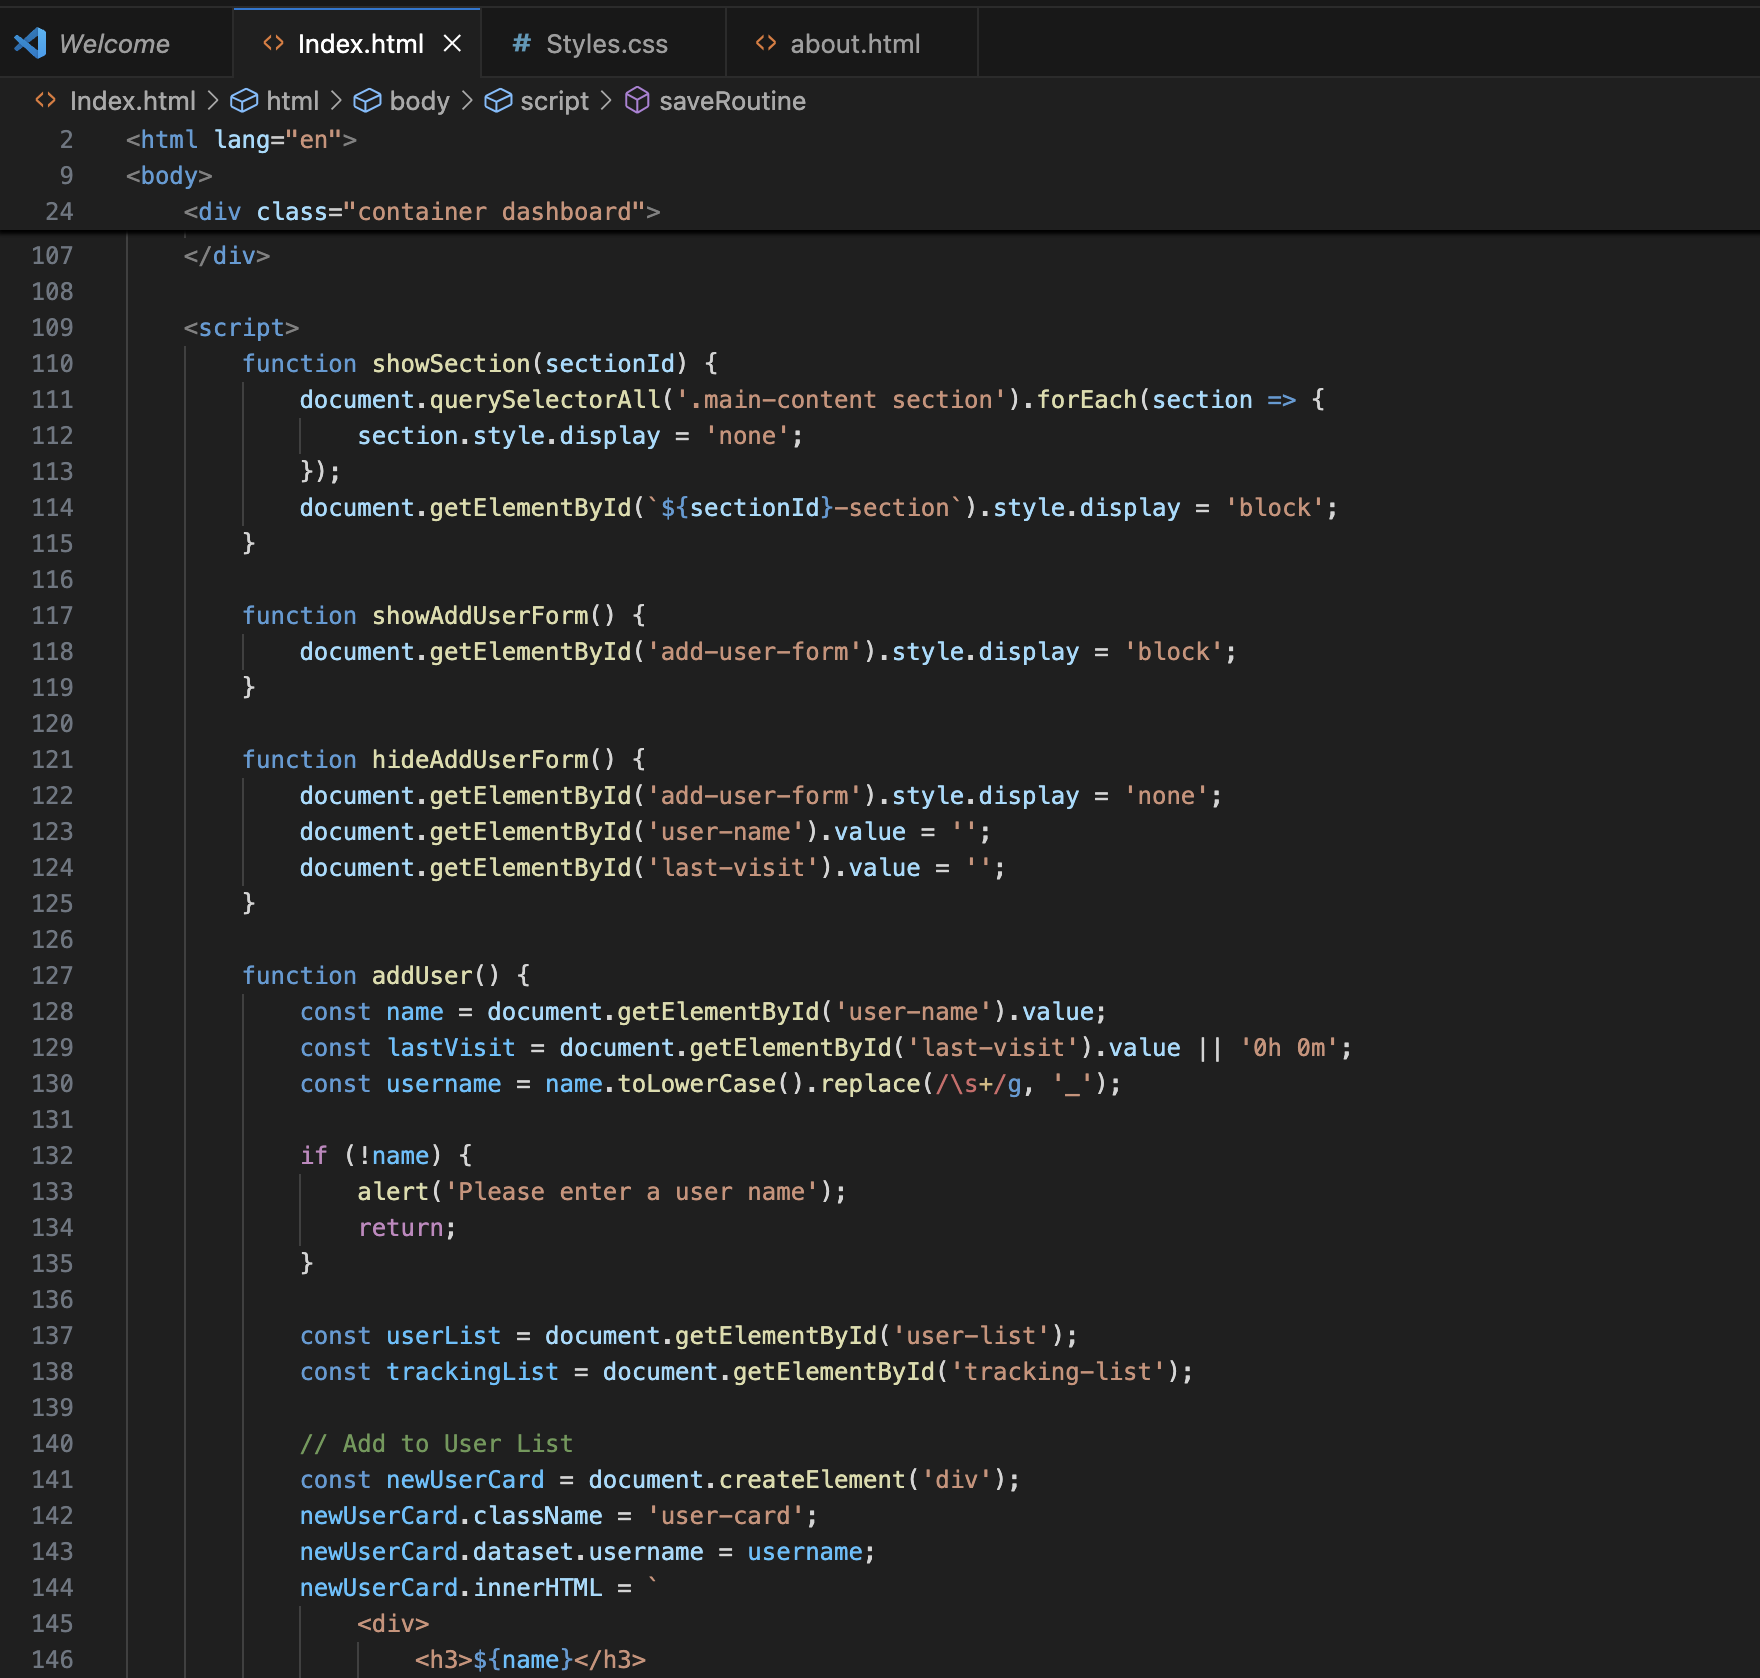 Welcome
Index.html
# Styles.css
about.html
Index.html > html > body > script > saveRoutine
2 <html lang="en">
9 <body>
24 <div class="container dashboard">
107 </div>
108
109 <script>
110 function showSection(sectionId) {
111 document.querySelectorAll('.main-content section').forEach(section => {
112 section.style.display = 'none';
113 });
114 document.getElementById(`${sectionId}-section`).style.display = 'block';
115 }
116
117 function showAddUserForm() {
118 document.getElementById('add-user-form').style.display = 'block';
119 }
120
121 function hideAddUserForm() {
122 document.getElementById('add-user-form').style.display = 'none';
123 document.getElementById('user-name').value = '';
124 document.getElementById('last-visit').value = '';
125 }
126
127 function addUser() {
128 const name = document.getElementById('user-name').value;
129 const lastVisit = document.getElementById('last-visit').value || '0h 0m';
130 const username = name.toLowerCase().replace(/\s+/g, '_');
131
132 if (!name) {
133 alert('Please enter a user name');
134 return;
135 }
136
137 const userList = document.getElementById('user-list');
138 const trackingList = document.getElementById('tracking-list');
139
140 // Add to User List
141 const newUserCard = document.createElement('div');
142 newUserCard.className = 'user-card';
143 newUserCard.dataset.username = username;
144 newUserCard.innerHTML = `
145 <div>
146 <h3>${name}</h3>